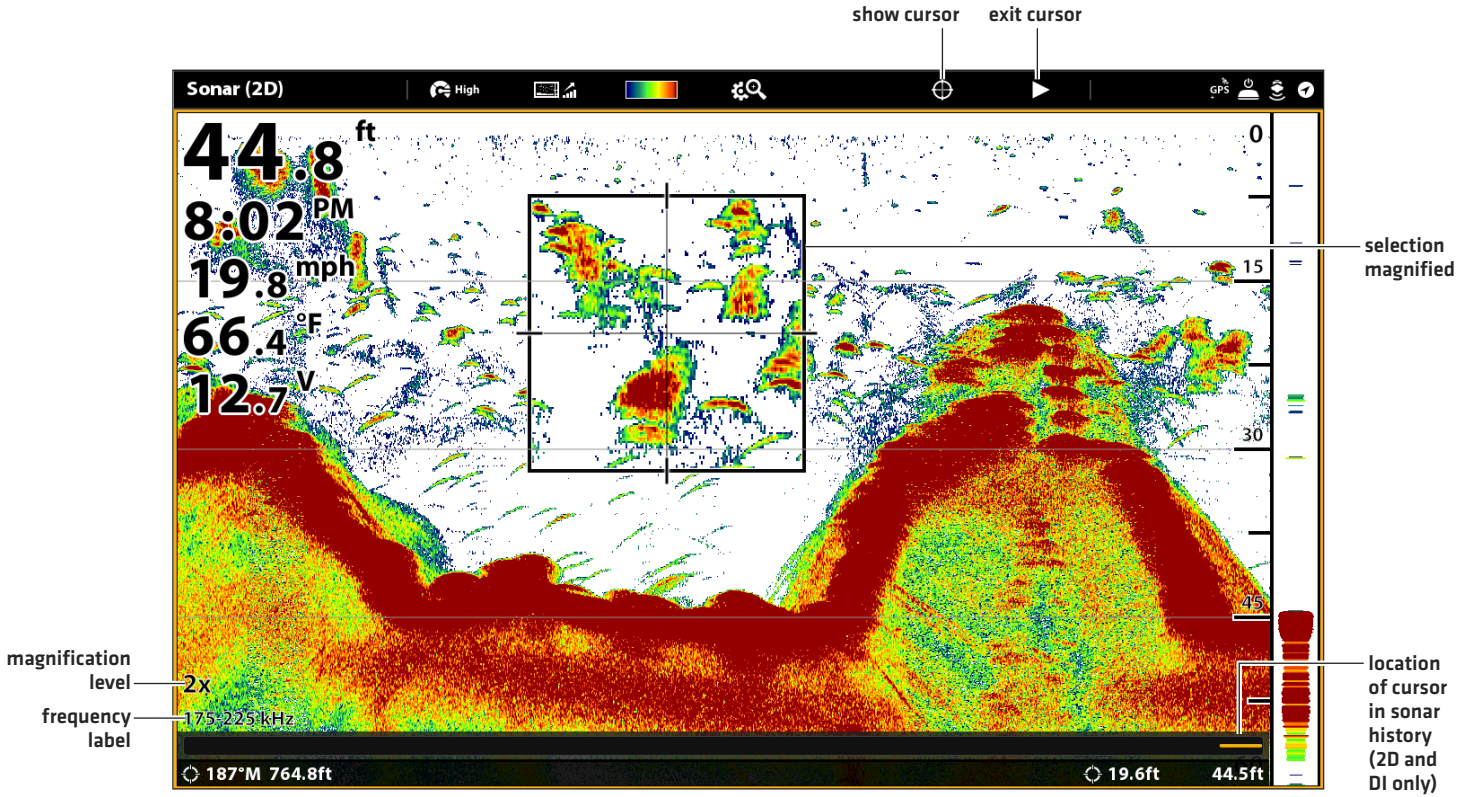 show cursor
exit cursor
Sonar (2D)
High
GPS
44.8 ft
8:02 PM
19.8 mph
66.4 °F
12.7 V
0
15
30
45
selection
magnified
magnification
level
2x
frequency
label
175-225 kHz
location
of cursor
in sonar
history
(2D and
DI only)
187°M 764.8ft
19.6ft
44.5ft